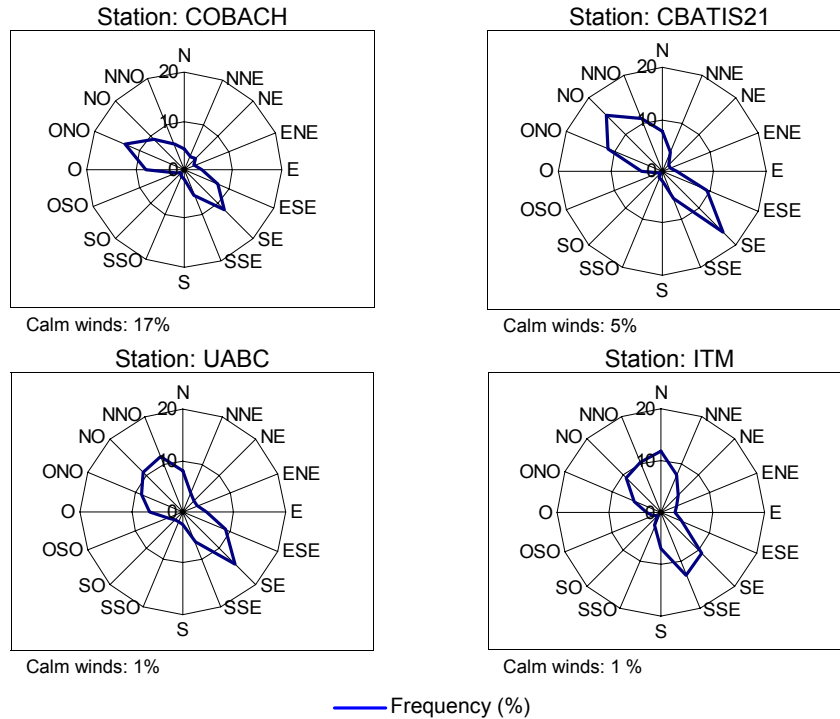 Station: COBACH
N
NNE
NE
ENE
E
ESE
SE
SSE
S
SSO
SO
OSO
O
ONO
NO
NNO
20
10
0
Calm winds: 17%
Station: CBATIS21
N
NNE
NE
ENE
E
ESE
SE
SSE
S
SSO
SO
OSO
O
ONO
NO
NNO
20
10
0
Calm winds: 5%
Station: UABC
N
NNE
NE
ENE
E
ESE
SE
SSE
S
SSO
SO
OSO
O
ONO
NO
NNO
20
10
0
Calm winds: 1%
Station: ITM
N
NNE
NE
ENE
E
ESE
SE
SSE
S
SSO
SO
OSO
O
ONO
NO
NNO
20
10
0
Calm winds: 1 %
Frequency (%)